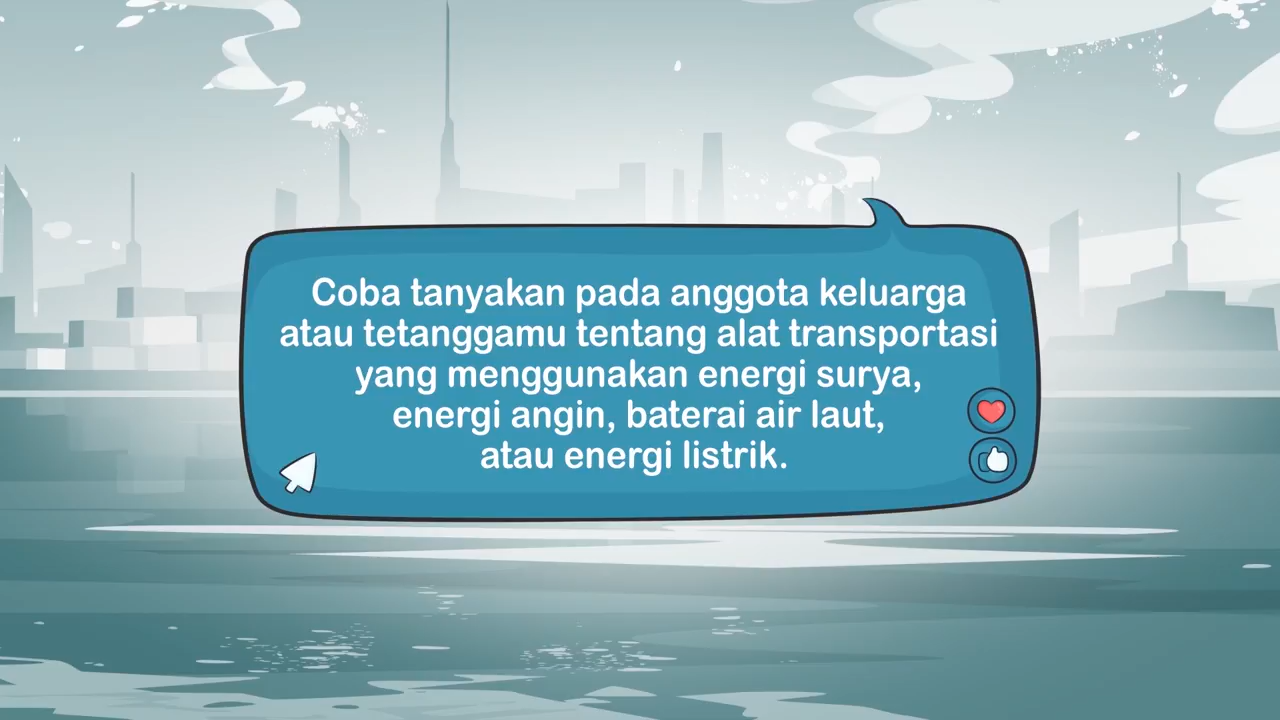 Coba tanyakan pada anggota keluarga
atau tetanggamu tentang alat transportasi
yang menggunakan energi surya,
energi angin, baterai air laut,
atau energi listrik.